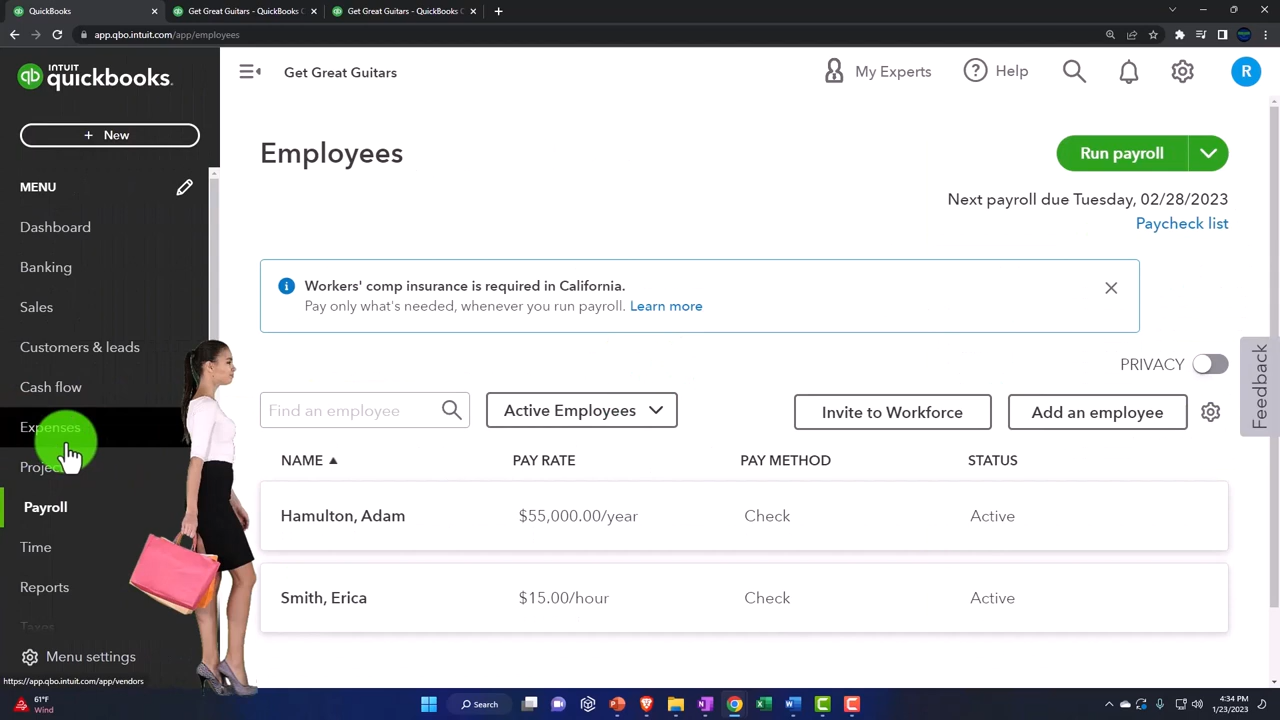 QuickBooks
Get Great Guitars - QuickBooks C
Get Great Guitars - QuickBooks C
app.qbo.intuit.com/app/employees
INTUIT
quickbooks.
Get Great Guitars
My Experts
Help
R
+ New
MENU
Dashboard
Banking
Sales
Customers & leads
Cash flow
Expenses
Payroll
Time
Reports
Taxes
Menu settings
Employees
Run payroll
Next payroll due Tuesday, 02/28/2023
Paycheck list
Workers' comp insurance is required in California.
Pay only what's needed, whenever you run payroll. Learn more
PRIVACY
Feedback
Find an employee
Active Employees
Invite to Workforce
Add an employee
NAME PAY RATE PAY METHOD STATUS
Hamulton, Adam $55,000.00/year Check Active
Smith, Erica $15.00/hour Check Active
https://app.qbo.intuit.com/app/vendors
61°F
Wind
Search
4:34 PM
1/23/2023